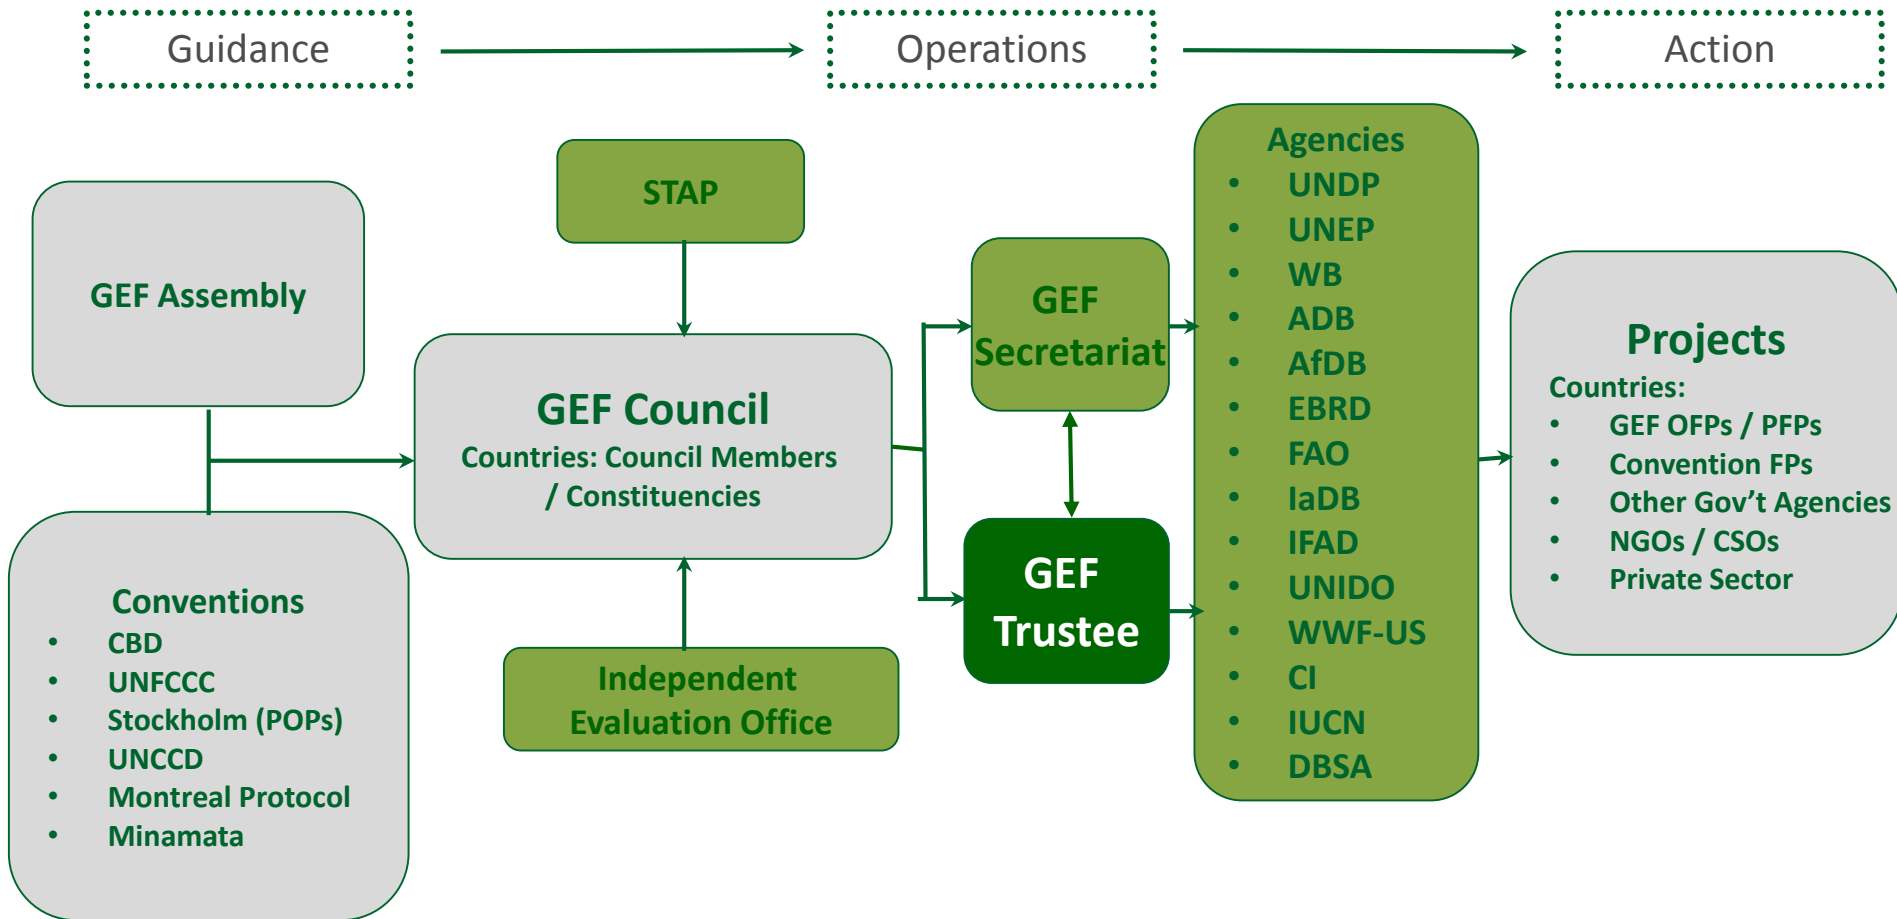 Guidance
Operations
Action
GEF Assembly
Conventions
• CBD
• UNFCCC
• Stockholm (POPs)
• UNCCD
• Montreal Protocol
• Minamata
STAP
GEF Council
Countries: Council Members
/ Constituencies
Independent
Evaluation Office
GEF
Secretariat
GEF
Trustee
Agencies
• UNDP
• UNEP
• WB
• ADB
• AfDB
• EBRD
• FAO
• IaDB
• IFAD
• UNIDO
• WWF-US
• CI
• IUCN
• DBSA
Projects
Countries:
• GEF OFPs / PFPs
• Convention FPs
• Other Gov’t Agencies
• NGOs / CSOs
• Private Sector